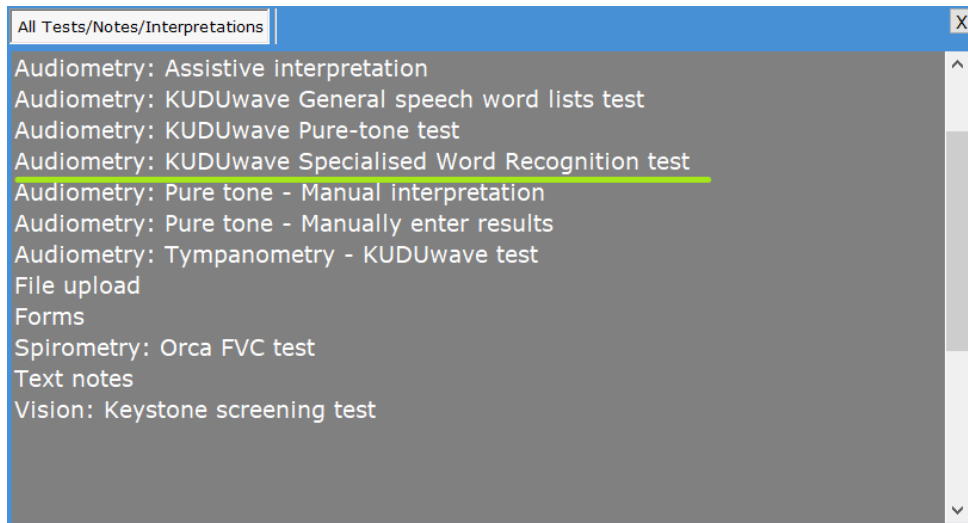 All Tests/Notes/Interpretations
X
Audiometry: Assistive interpretation
Audiometry: KUDUwave General speech word lists test
Audiometry: KUDUwave Pure-tone test
Audiometry: KUDUwave Specialised Word Recognition test
Audiometry: Pure tone - Manual interpretation
Audiometry: Pure tone - Manually enter results
Audiometry: Tympanometry - KUDUwave test
File upload
Forms
Spirometry: Orca FVC test
Text notes
Vision: Keystone screening test